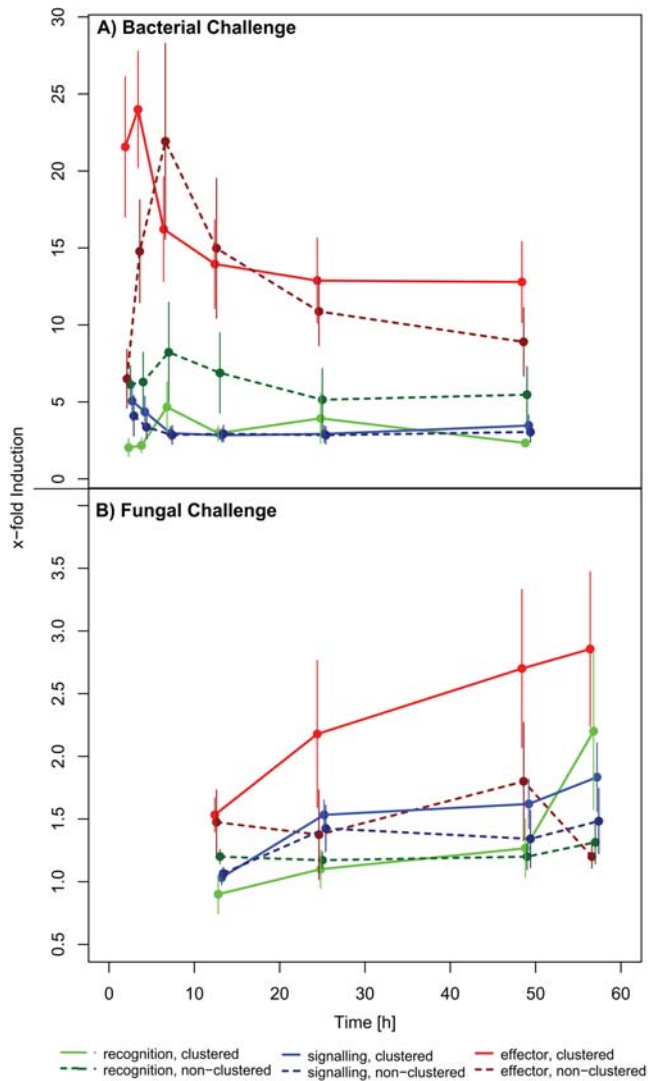 A) Bacterial Challenge
30
25
20
15
10
5
0
x-fold Induction
B) Fungal Challenge
3.5
3.0
2.5
2.0
1.5
1.0
0.5
0 10 20 30 40 50 60
Time [h]
recognition, clustered signalling, clustered effector, clustered
recognition, non-clustered signalling, non-clustered effector, non-clustered